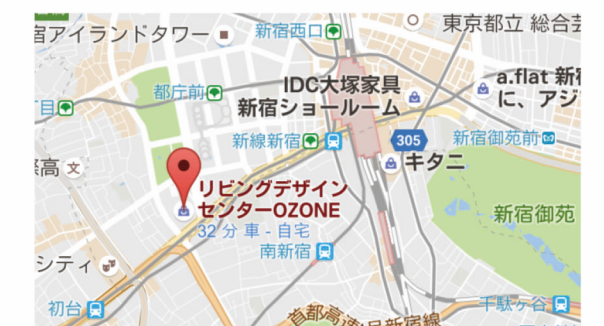 宿アイランドタワー
新宿西口
東京都立 総合芸
都庁前
IDC大塚家具
新宿ショールーム
a.flat 新宿
に、アジ
丁目
新線新宿
305
新宿御苑前
キタニ
高
リビングデザイン
センターOZONE
32 分 車 - 自宅
新宿御苑
南新宿
シティ
初台
千駄ケ谷
首都高速4号新宿線